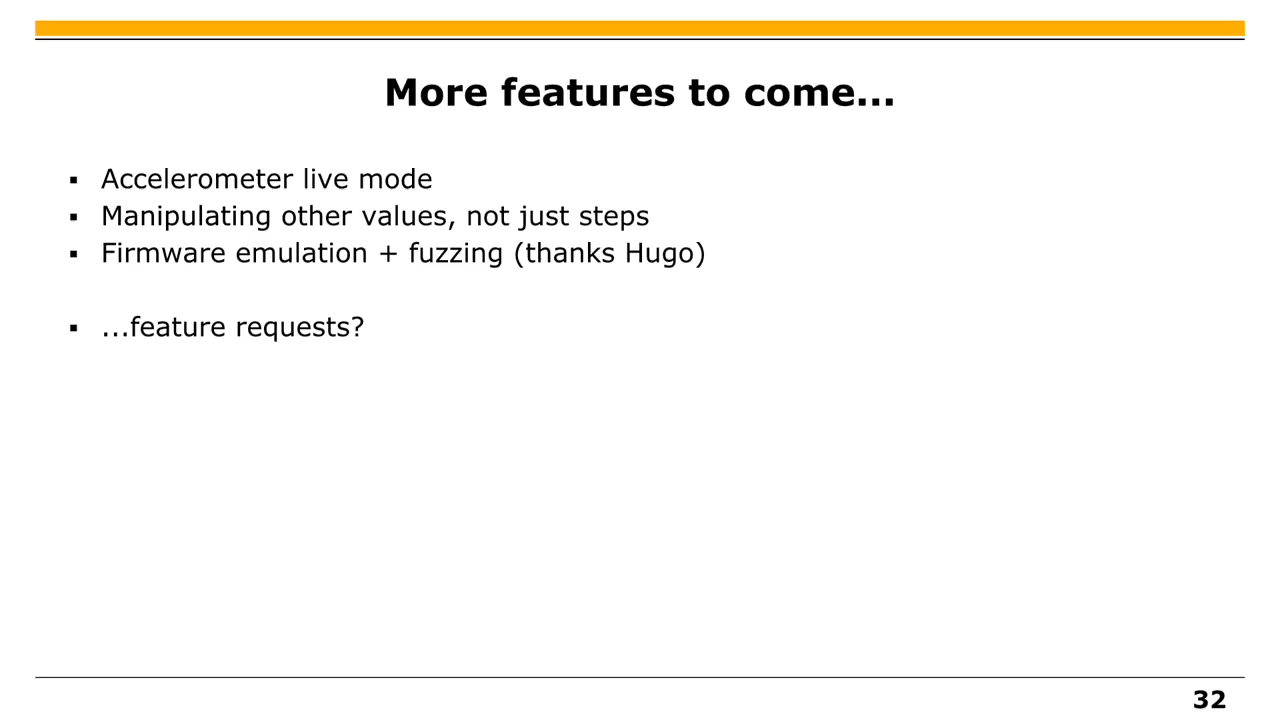 More features to come...
▪ Accelerometer live mode
▪ Manipulating other values, not just steps
▪ Firmware emulation + fuzzing (thanks Hugo)
▪ ...feature requests?
32